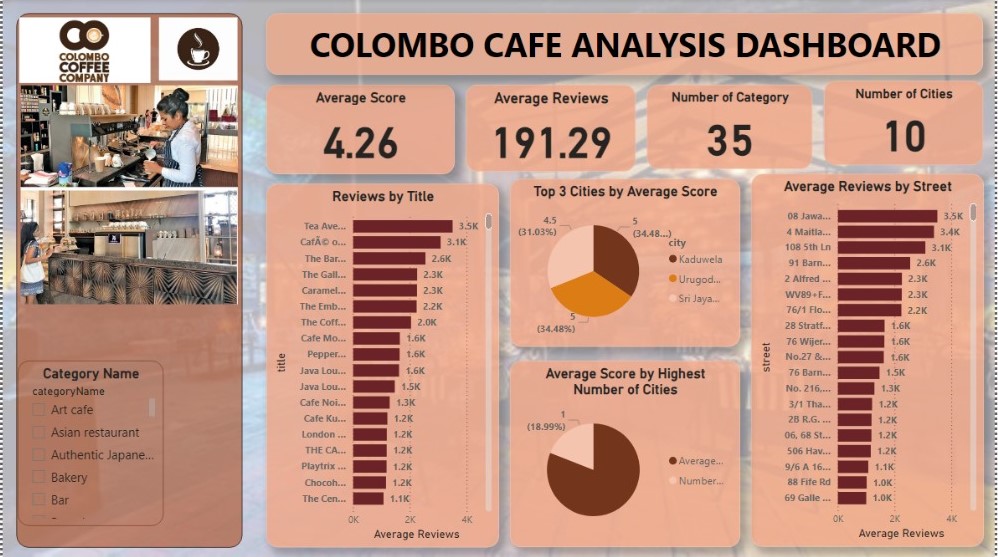 COLOMBO
COFFEE
COMPANY
COLOMBO CAFE ANALYSIS DASHBOARD
Average Score
4.26
Average Reviews
191.29
Number of Category
35
Number of Cities
10
Category Name
categoryName
Art cafe
Asian restaurant
Authentic Japane...
Bakery
Bar
Reviews by Title
title
Tea Ave... 3.5K
CafÃ© o... 3.1K
The Bar... 2.6K
The Gall... 2.3K
Caramel... 2.3K
The Emb... 2.2K
The Coff... 2.0K
Cafe Mo... 1.6K
Pepper... 1.6K
Java Lou... 1.6K
Java Lou... 1.5K
Cafe Noi... 1.3K
Cafe Ku... 1.2K
London ... 1.2K
THE CA... 1.2K
Playtrix ... 1.2K
Chocoh... 1.2K
The Cen... 1.1K
0K 2K 4K
Average Reviews
Top 3 Cities by Average Score
4.5
(31.03%)
5
(34.48...)
5
(34.48%)
city
Kaduwela
Urugod...
Sri Jaya...
Average Score by Highest
Number of Cities
1
(18.99%)
Average...
Number...
Average Reviews by Street
street
08 Jawa... 3.5K
4 Maitla... 3.4K
108 5th Ln 3.1K
91 Barn... 2.6K
2 Alfred ... 2.3K
WV89+F... 2.3K
76/1 Flo... 2.2K
28 Stratf... 1.6K
76 Wijer... 1.6K
No.27 &... 1.6K
76 Barn... 1.5K
No. 216,... 1.3K
3/1 Tha... 1.2K
2B R.G. ... 1.2K
06, 68 St... 1.2K
506 Hav... 1.2K
9/6 A 16... 1.1K
88 Fife Rd 1.0K
69 Galle ... 1.0K
0K 2K 4K
Average Reviews